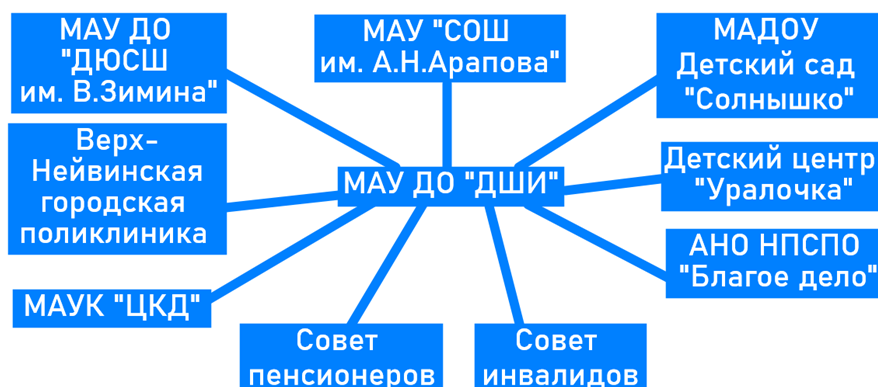 МАУ ДО
"ДЮСШ
им. В.Зимина"
МАУ "СОШ
им. А.Н.Арапова"
МАДОУ
Детский сад
"Солнышко"
Верх-
Нейвинская
городская
поликлиника
МАУ ДО "ДШИ"
Детский центр
"Уралочка"
АНО НПСПО
"Благое дело"
МАУК "ЦКД"
Совет
пенсионеров
Совет
инвалидов